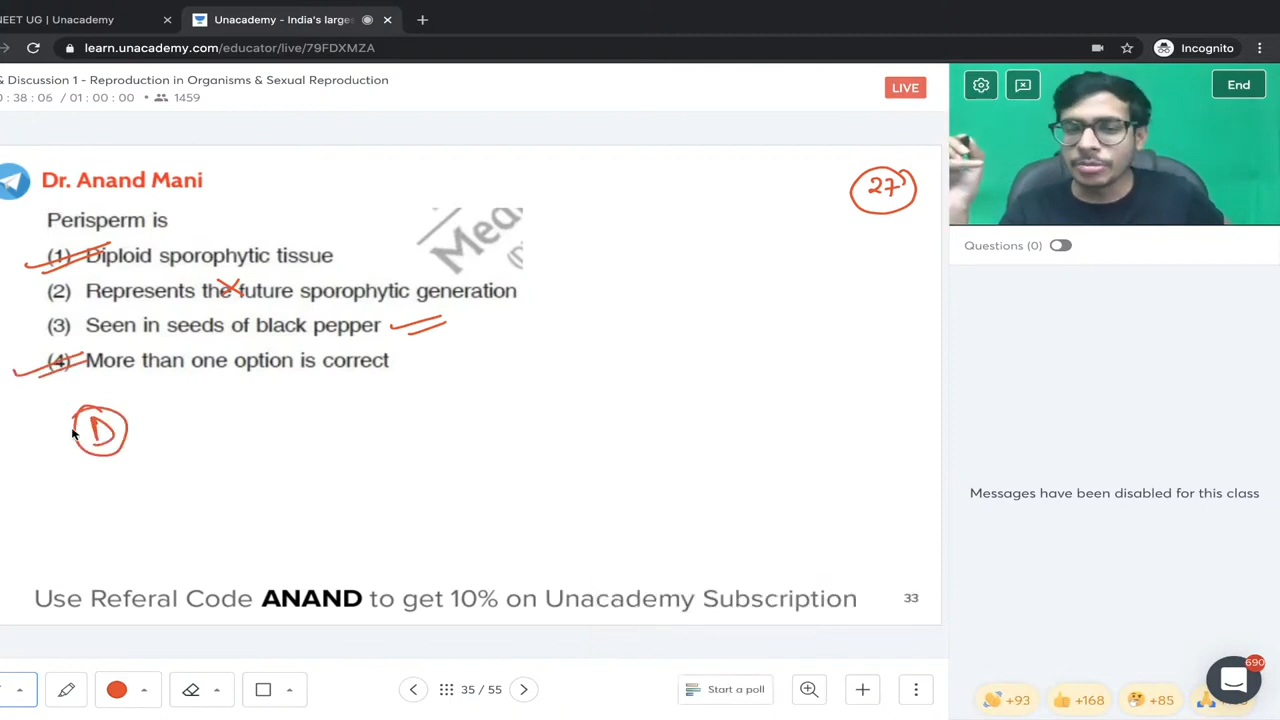 NEET UG | Unacademy
Unacademy - India's larges
learn.unacademy.com/educator/live/79FDXMZA
Incognito
& Discussion 1 - Reproduction in Organisms & Sexual Reproduction
: 38 : 06 / 01 : 00 : 00 • 1459
LIVE
End
Dr. Anand Mani
27
Perisperm is
(1) Diploid sporophytic tissue
(2) Represents the future sporophytic generation
(3) Seen in seeds of black pepper
(4) More than one option is correct
D
Med
Questions (0)
Messages have been disabled for this class
Use Referal Code ANAND to get 10% on Unacademy Subscription
33
35 / 55
Start a poll
690
+93
+168
+85